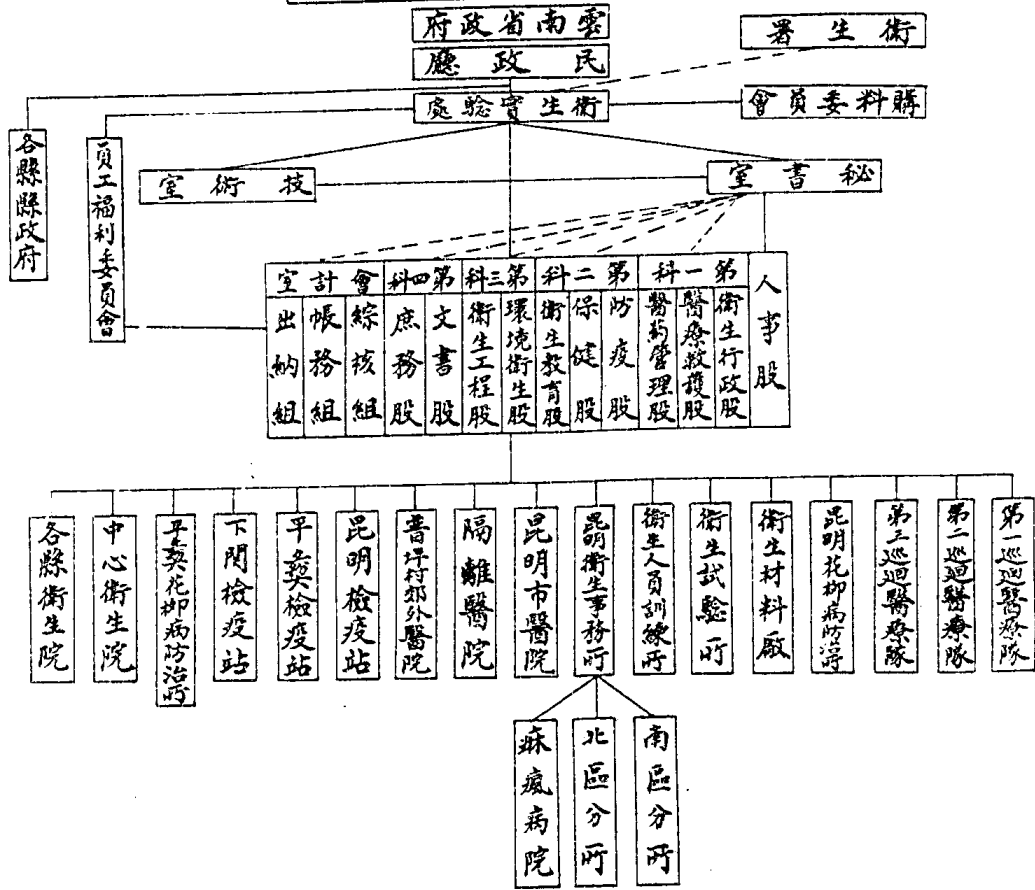 雲南省政府
衛生署
民政廳
衛生實驗處
購料委員會
各縣縣政府
員工福利委員會
秘書室
技術室
人事股
第一科
衛生行政股
醫療救護股
醫药管理股
第二科
防疫股
保健股
衛生教育股
第三科
環境衛生股
衛生工程股
第四科
文書股
庶務股
會計室
綜核組
帳務組
出納組
第一巡迴醫療隊
第二巡迴醫療隊
第三巡迴醫療隊
昆明花柳病防治所
衛生材料廠
衛生試驗所
衛生人員訓練所
昆明衛生事務所
昆明市醫院
隔離醫院
普坪村郊外醫院
昆明檢疫站
平彝檢疫站
下関檢疫站
平彝花柳病防治所
中心衛生院
各縣衛生院
南區分所
北區分所
麻瘋病院